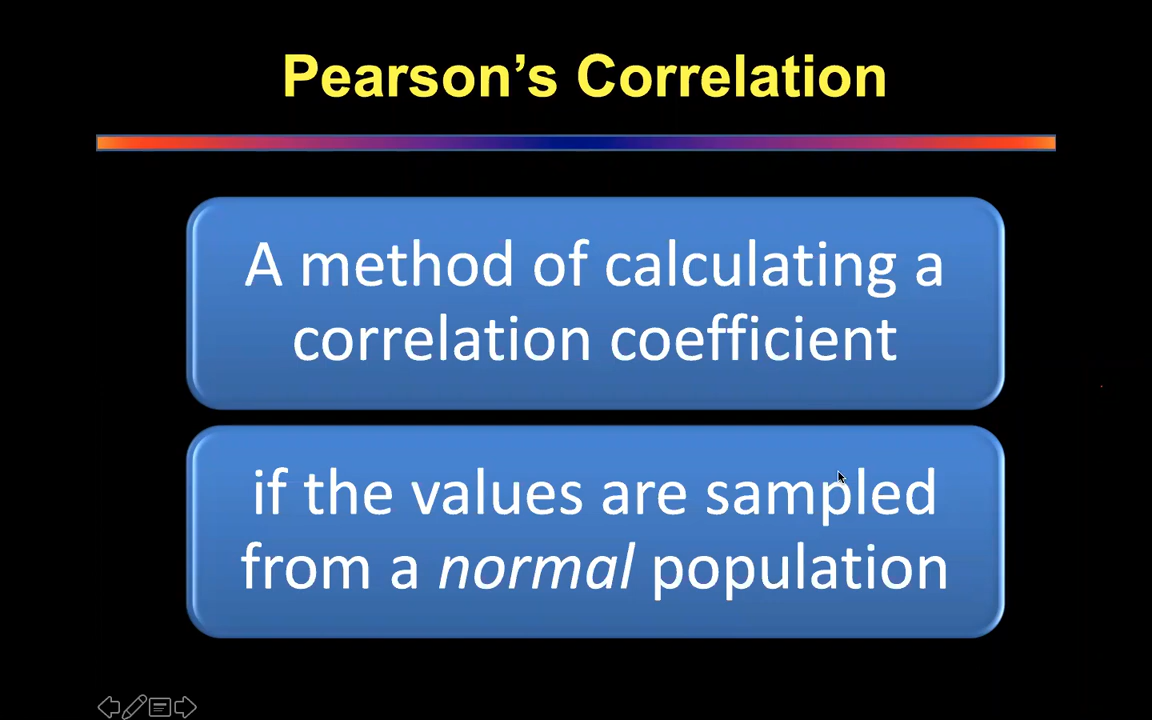 Pearson’s Correlation
A method of calculating a
correlation coefficient
if the values are sampled
from a normal population